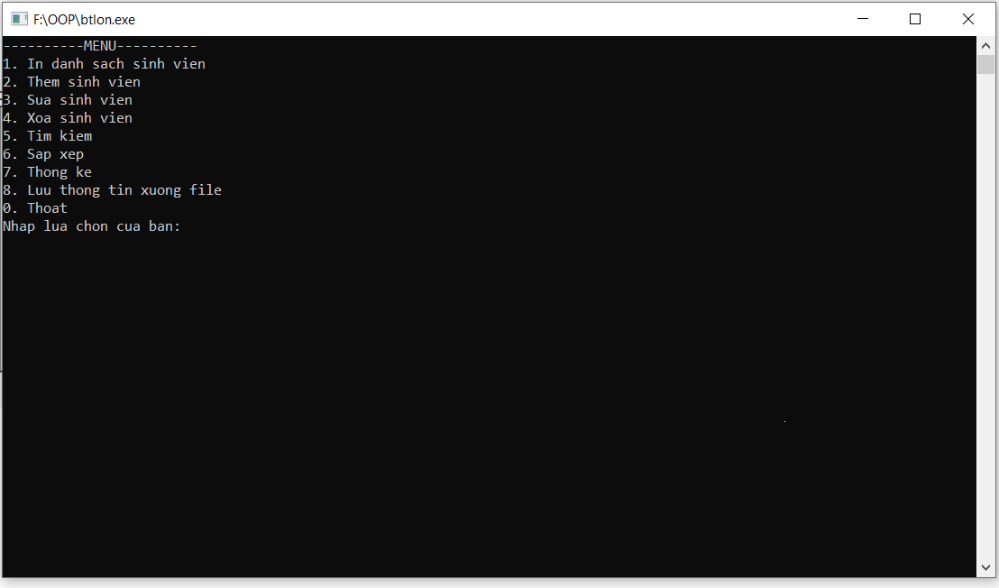 F:\OOP\btlon.exe
----------MENU----------
1. In danh sach sinh vien
2. Them sinh vien
3. Sua sinh vien
4. Xoa sinh vien
5. Tim kiem
6. Sap xep
7. Thong ke
8. Luu thong tin xuong file
0. Thoat
Nhap lua chon cua ban: